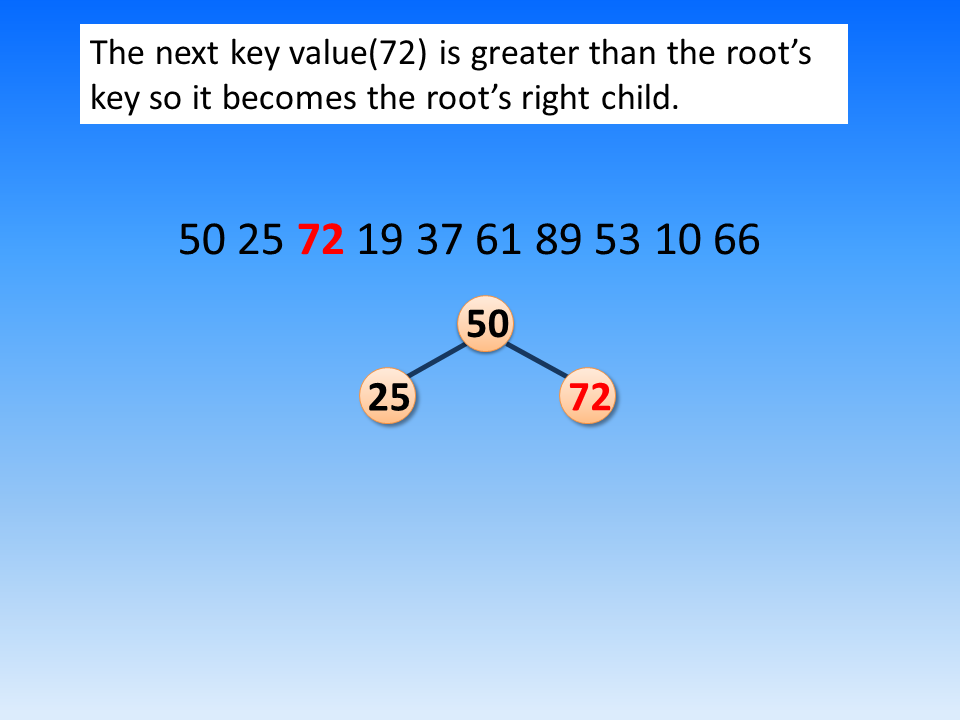 The next key value(72) is greater than the root’s
key so it becomes the root’s right child.
50 25 72 19 37 61 89 53 10 66
50
25 72